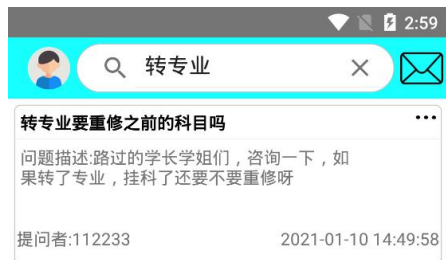 2:59
转专业
转专业要重修之前的科目吗
问题描述:路过的学长学姐们，咨询一下，如
果转了专业，挂科了还要不要重修呀
提问者:112233
2021-01-10 14:49:58